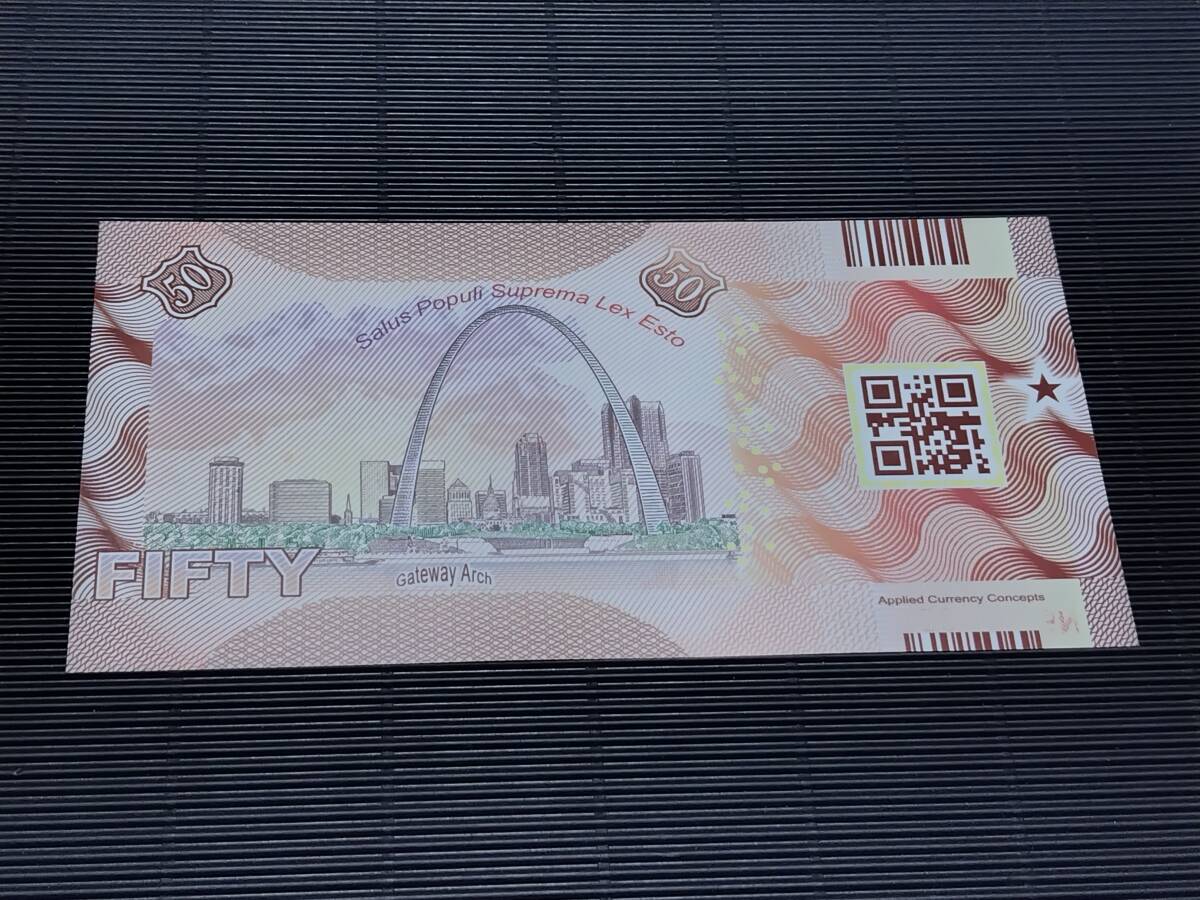 50
50
Salus Populi Suprema Lex Esto
FIFTY
Gateway Arch
Applied Currency Concepts